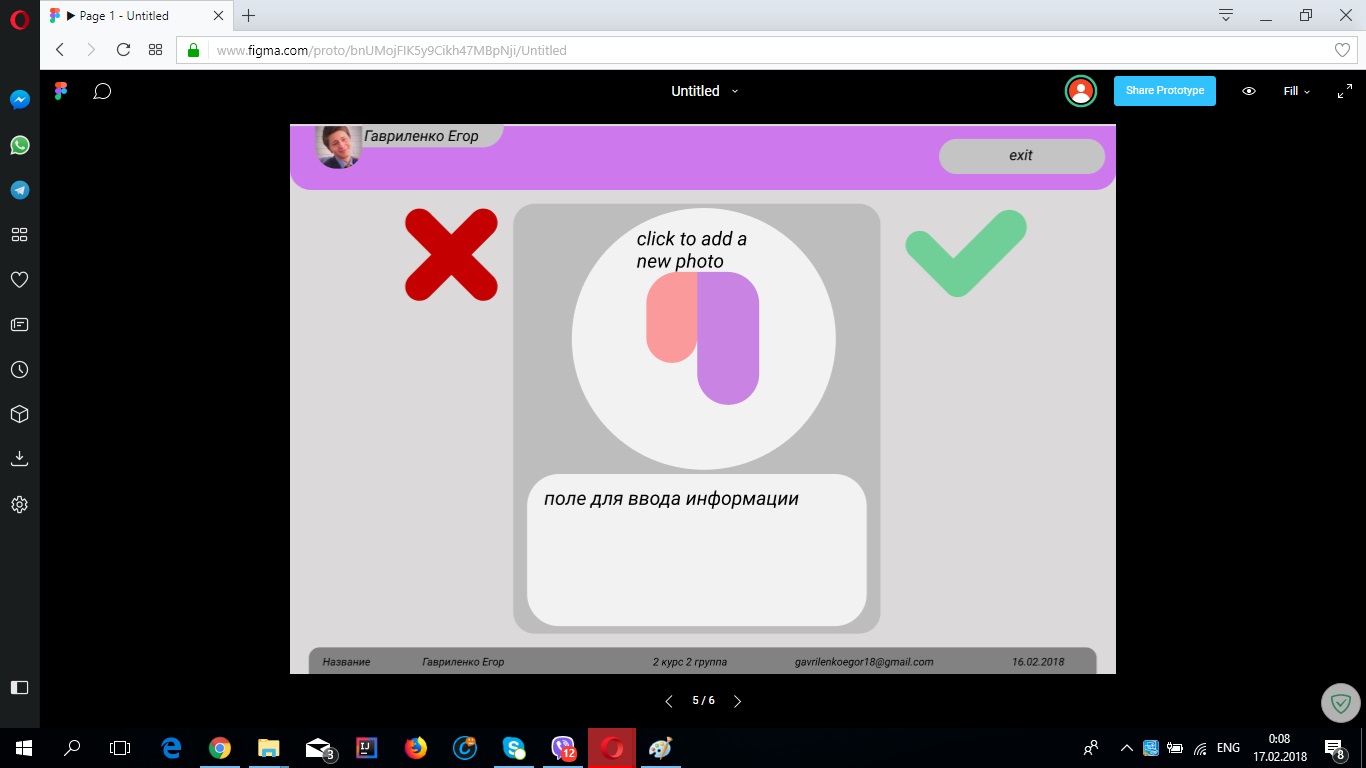 Page 1 - Untitled
www.figma.com/proto/bnUMojFIK5y9Cikh47MBpNji/Untitled
Untitled
Share Prototype
Fill
Гавриленко Егор
exit
click to add a
new photo
поле для ввода информации
Название
Гавриленко Егор
2 курс 2 группа
gavrilenkoegor18@gmail.com
16.02.2018
5 / 6
3
IJ
12
ENG
0:08
17.02.2018
8